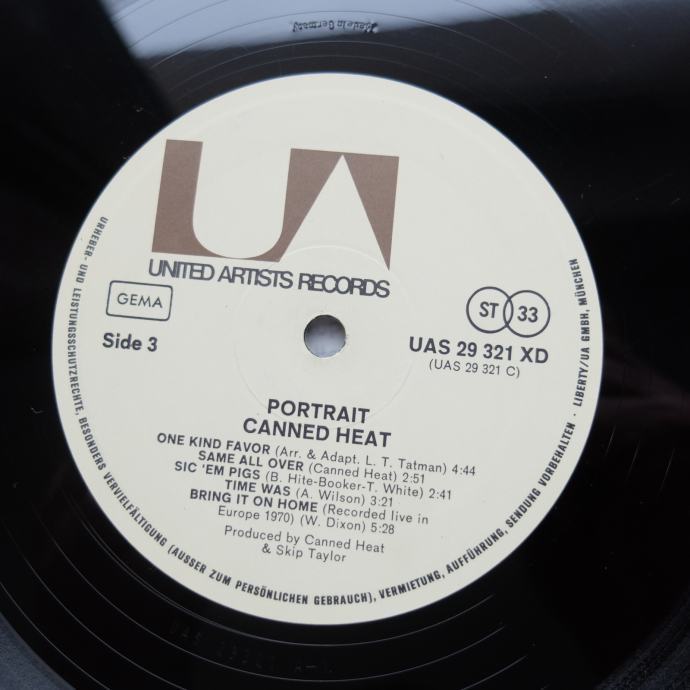 Made in Germany
UA
UNITED ARTISTS RECORDS
GEMA
ST 33
Side 3
UAS 29 321 XD
(UAS 29 321 C)
PORTRAIT
CANNED HEAT
ONE KIND FAVOR (Arr. & Adapt. L. T. Tatman) 4:44
SAME ALL OVER (Canned Heat) 2:51
SIC 'EM PIGS (B. Hite-Booker-T. White) 2:41
TIME WAS (A. Wilson) 3:21
BRING IT ON HOME (Recorded live in
Europe 1970) (W. Dixon) 5:28
Produced by Canned Heat
& Skip Taylor
URHEBER- UND LEISTUNGSSCHUTZRECHTE, BESONDERS VERVIELFÄLTIGUNG (AUSSER ZUM PERSÖNLICHEN GEBRAUCH), VERMIETUNG, AUFFÜHRUNG, SENDUNG VORBEHALTEN · LIBERTY/UA GMBH, MÜNCHEN